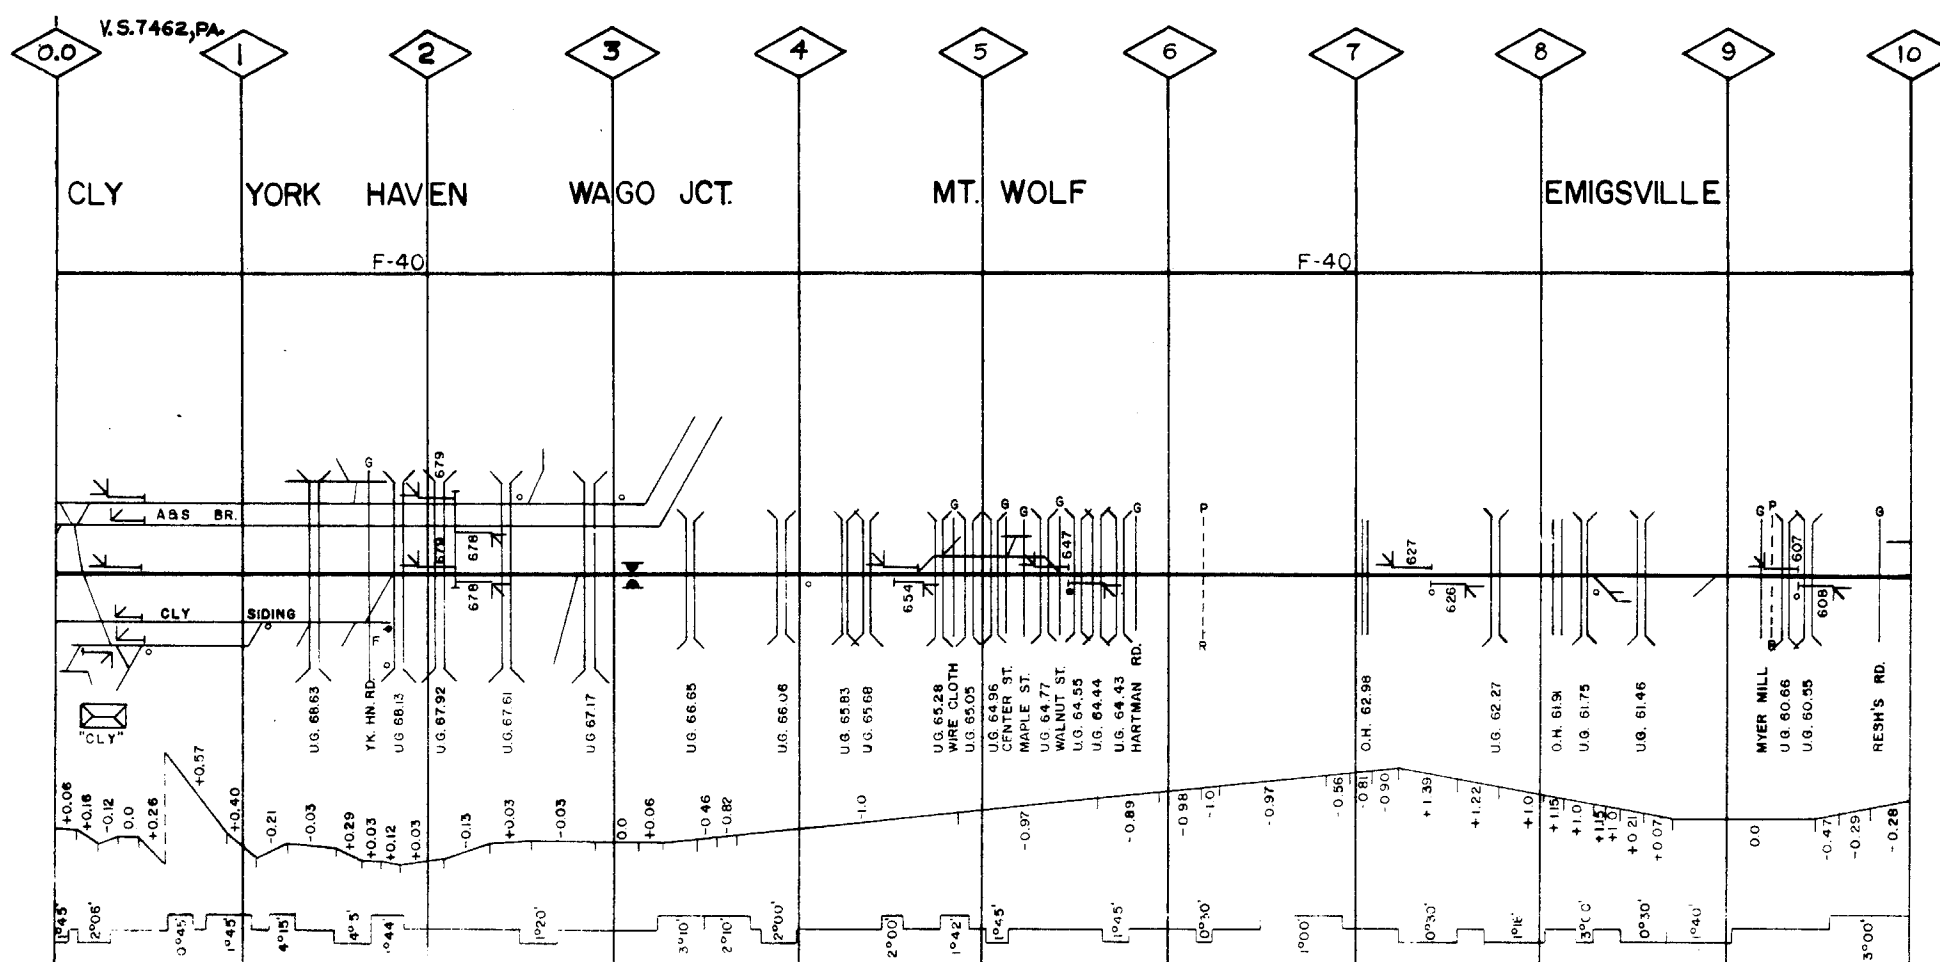 V.S.7462,PA.
0.0 1 2 3 4 5 6 7 8 9 10
CLY YORK HAVEN WAGO JCT. MT. WOLF EMIGSVILLE
F-40 F-40
679
G
A&S BR.
678
679
678
CLY SIDING
F
"CLY"
654
647
G G G G G
P
627
626
G P
607
608
G
U.G. 68.63
YK. HN. RD.
U.G 68.13
U.G. 67.92
U.G. 67.61
U.G 67.17
U.G. 66.65
U.G. 66.06
U.G. 65.83
U.G. 65.68
U.G. 65.28
WIRE CLOTH
U.G. 65.05
U.G. 64.96
CENTER ST.
MAPLE ST.
U.G. 64.77
WALNUT ST.
U.G. 64.55
U.G. 64.44
U.G. 64.43
HARTMAN RD.
O.H. 62.98
U.G. 62.27
O.H. 61.91
U.G. 61.75
U.G. 61.46
MYER MILL
U.G. 60.66
U.G. 60.55
RESH'S RD.
+0.06
+0.16
-0.12
0.0
+0.26
+0.57
+0.40
-0.21
-0.03
+0.29
+0.03
+0.12
+0.03
-0.13
+0.03
-0.03
0.0
+0.06
-0.46
-0.82
-1.0
-0.97
-0.89
-0.98
-1.0
-0.97
-0.56
-0.81
-0.90
+1.39
+1.22
+1.0
+1.15
+1.0
+1.15
+1.0
+0.21
+0.07
0.0
-0.47
-0.29
-0.28
1°45'
2°06'
0°45'
1°45'
4°15'
4°5'
1°20'
3°10'
2°10'
2°00'
2°00'
1°42'
1°45'
1°45'
0°30'
1°00'
0°30'
1°16'
3°00'
0°30'
1°40'
3°00'